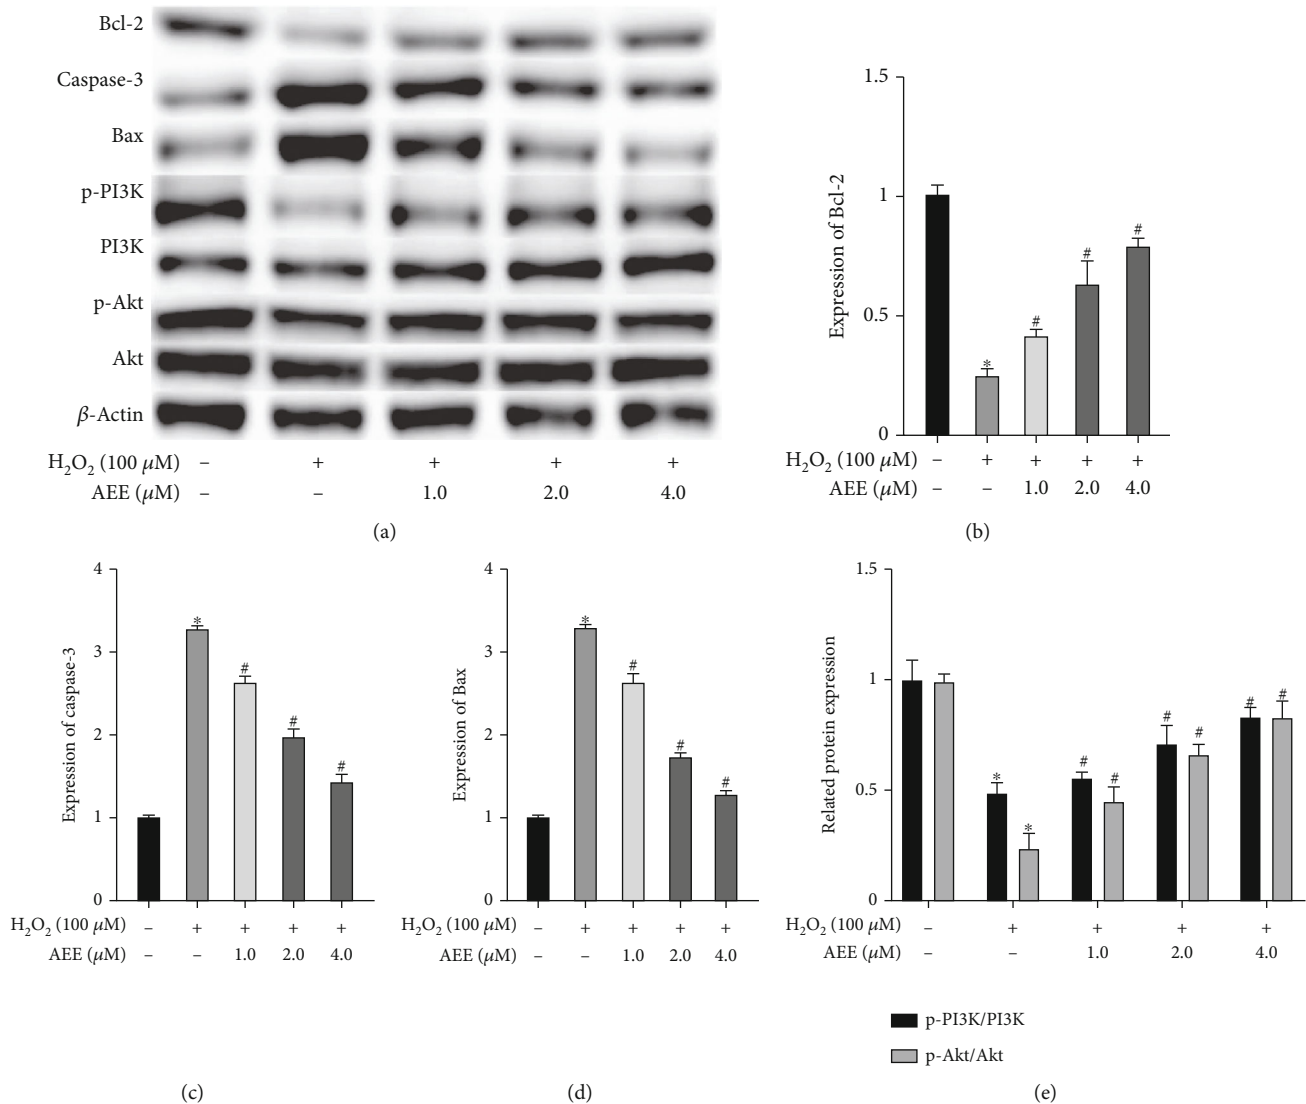 Bcl-2
Caspase-3
Bax
p-PI3K
PI3K
p-Akt
Akt
β-Actin
H₂O₂ (100 μM) – + + + +
AEE (μM) – – 1.0 2.0 4.0
(a)
Expression of Bcl-2
1.5
1
0.5
0
* # # #
H₂O₂ (100 μM) – + + + +
AEE (μM) – – 1.0 2.0 4.0
(b)
Expression of caspase-3
4
3
2
1
0
* # # #
H₂O₂ (100 μM) – + + + +
AEE (μM) – – 1.0 2.0 4.0
(c)
Expression of Bax
4
3
2
1
0
* # # #
H₂O₂ (100 μM) – + + + +
AEE (μM) – – 1.0 2.0 4.0
(d)
Related protein expression
1.5
1
0.5
0
* * # # # # # #
H₂O₂ (100 μM) – + + + +
AEE (μM) – – 1.0 2.0 4.0
p-PI3K/PI3K
p-Akt/Akt
(e)